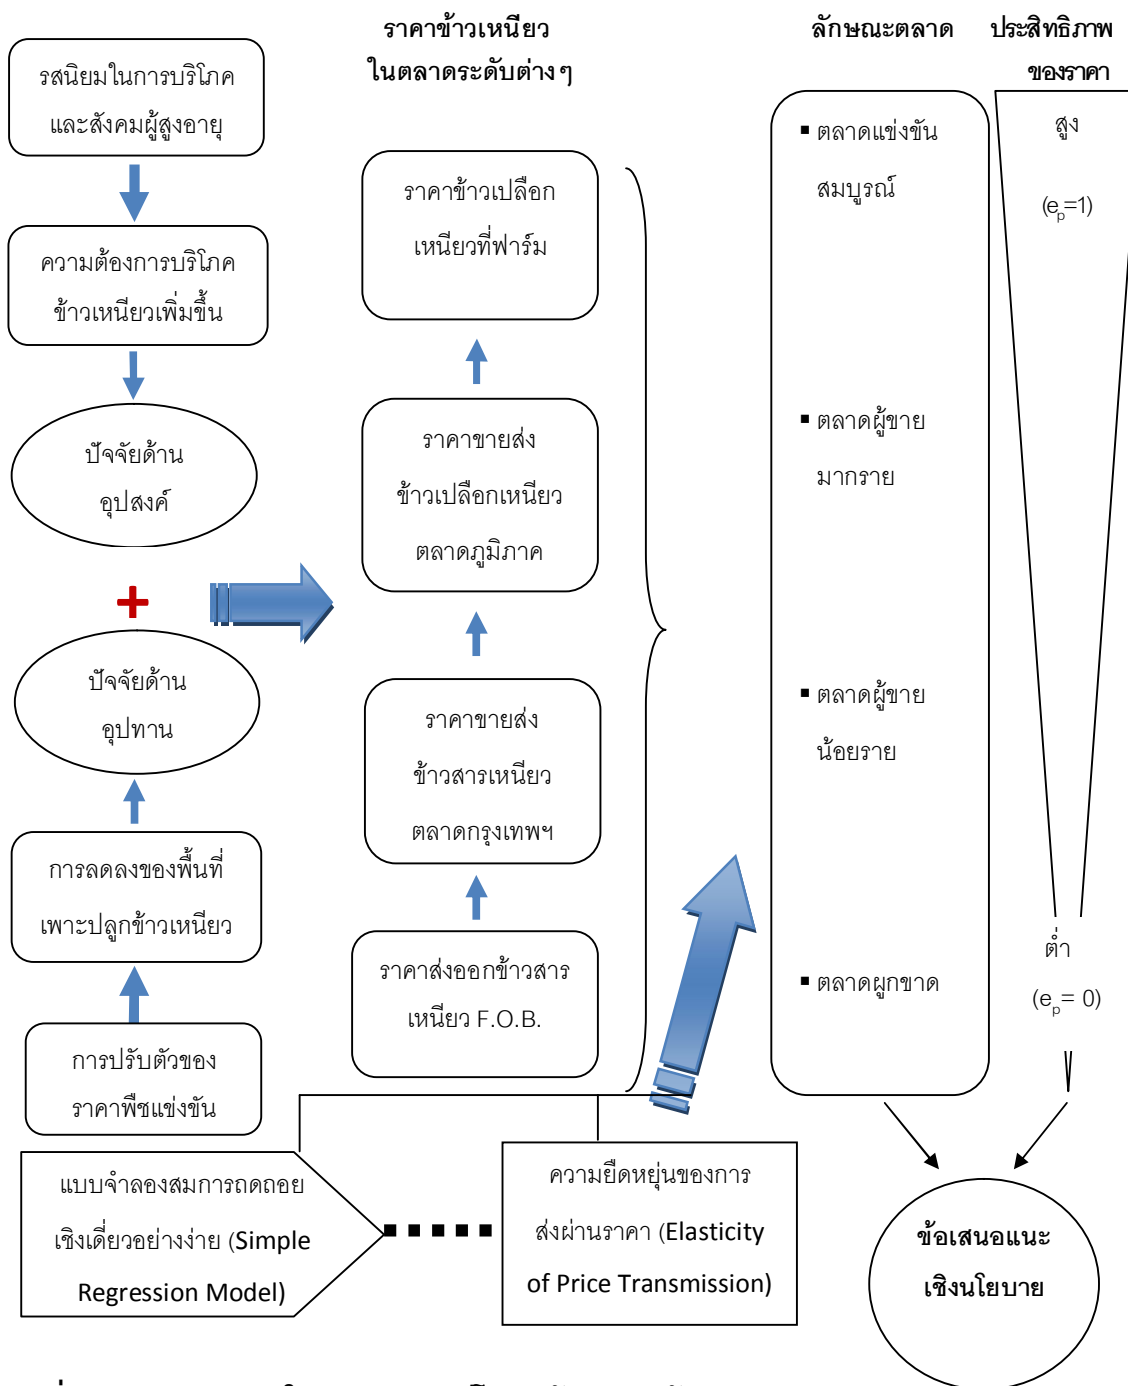 รสนิยมในการบริโภค
และสังคมผู้สูงอายุ
ความต้องการบริโภค
ข้าวเหนียวเพิ่มขึ้น
ปัจจัยด้าน
อุปสงค์
+
ปัจจัยด้าน
อุปทาน
การลดลงของพื้นที่
เพาะปลูกข้าวเหนียว
การปรับตัวของ
ราคาพืชแข่งขัน
ราคาข้าวเหนียว
ในตลาดระดับต่างๆ
ราคาข้าวเปลือก
เหนียวที่ฟาร์ม
ราคาขายส่ง
ข้าวเปลือกเหนียว
ตลาดภูมิภาค
ราคาขายส่ง
ข้าวสารเหนียว
ตลาดกรุงเทพฯ
ราคาส่งออกข้าวสาร
เหนียว F.O.B.
ลักษณะตลาด
▪ ตลาดแข่งขัน
สมบูรณ์
▪ ตลาดผู้ขาย
มากราย
▪ ตลาดผู้ขาย
น้อยราย
▪ ตลาดผูกขาด
ประสิทธิภาพ
ของราคา
สูง
(eₚ=1)
ต่ำ
(eₚ= 0)
แบบจำลองสมการถดถอย
เชิงเดี่ยวอย่างง่าย (Simple
Regression Model)
ความยืดหยุ่นของการ
ส่งผ่านราคา (Elasticity
of Price Transmission)
ข้อเสนอแนะ
เชิงนโยบาย